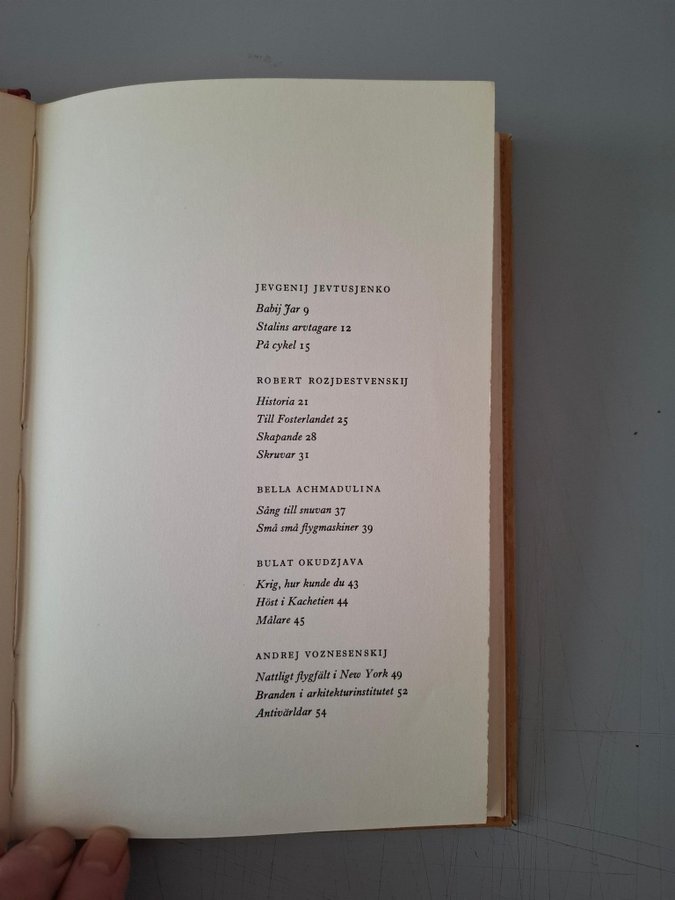 JEVGENIJ JEVTUSJENKO
Babij Jar 9
Stalins arvtagare 12
På cykel 15
ROBERT ROZJDESTVENSKIJ
Historia 21
Till Fosterlandet 25
Skapande 28
Skruvar 31
BELLA ACHMADULINA
Sång till snuvan 37
Små små flygmaskiner 39
BULAT OKUDZJAVA
Krig, hur kunde du 43
Höst i Kachetien 44
Målare 45
ANDREJ VOZNESENSKIJ
Nattligt flygfält i New York 49
Branden i arkitekturinstitutet 52
Antivärldar 54